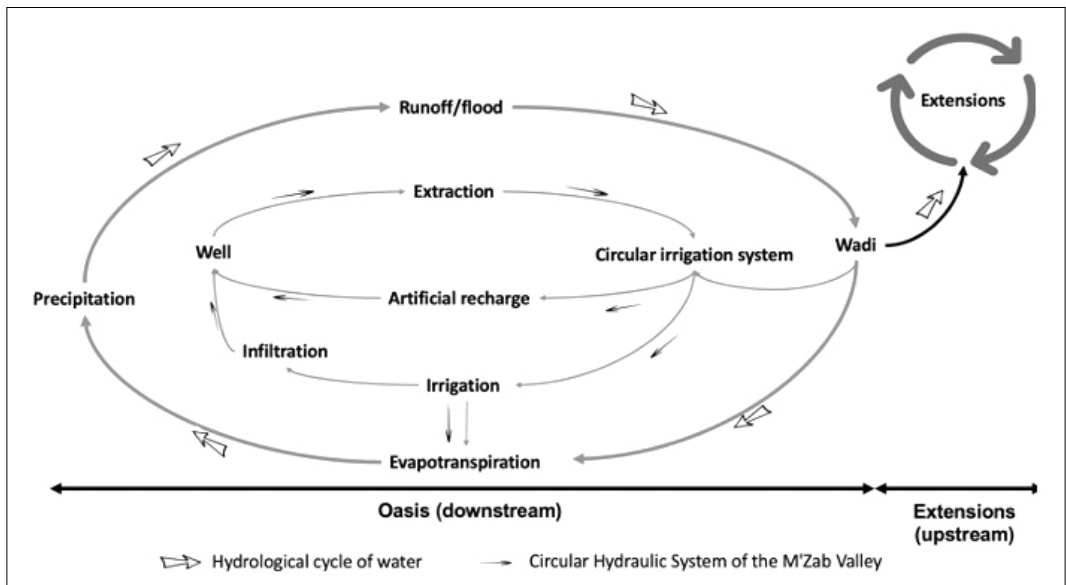 Extensions
Runoff/flood
Extraction
Well
Circular irrigation system
Wadi
Precipitation
Artificial recharge
Infiltration
Irrigation
Evapotranspiration
Oasis (downstream)
Extensions
(upstream)
Hydrological cycle of water
Circular Hydraulic System of the M'Zab Valley